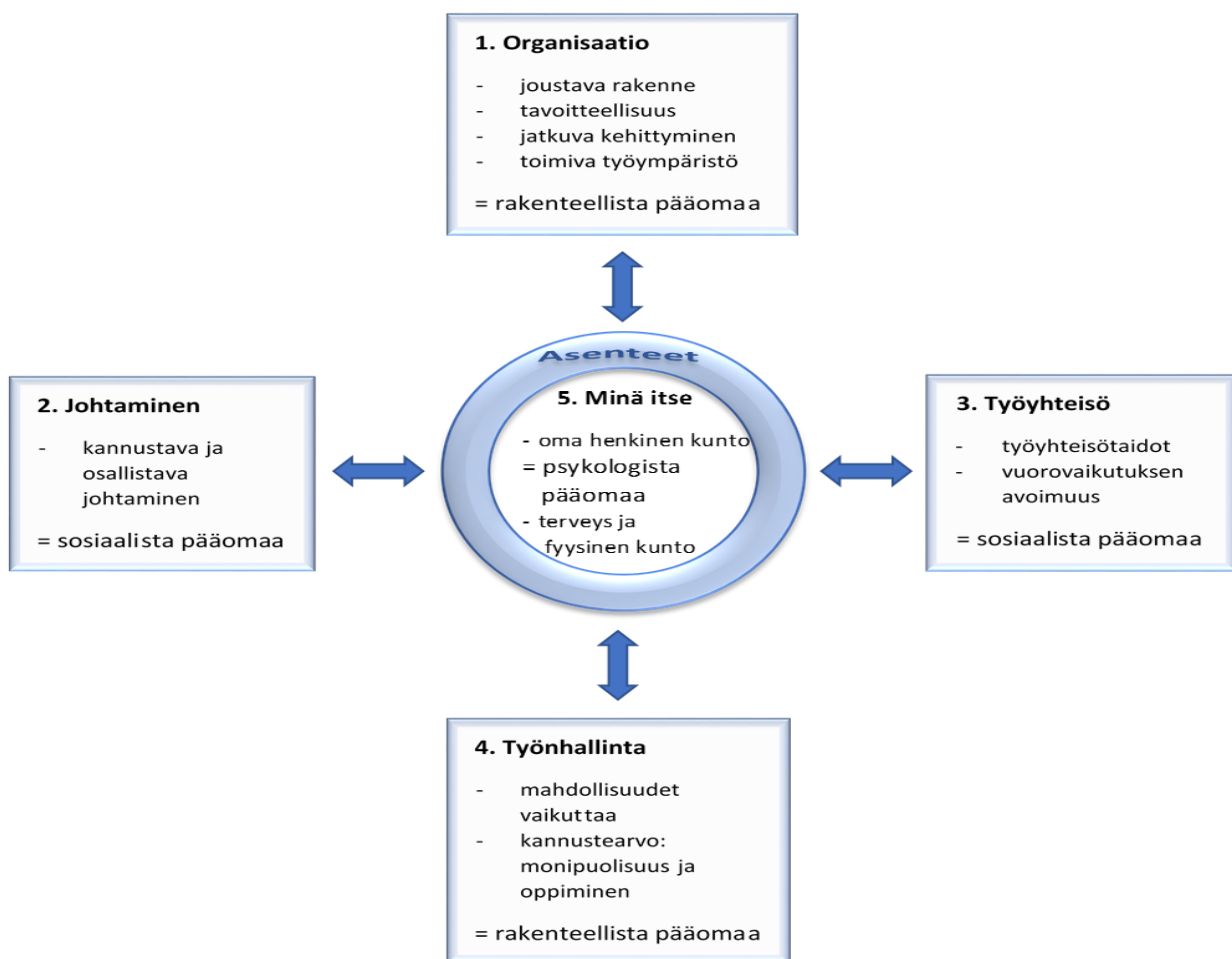 1. Organisaatio
- joustava rakenne
- tavoitteellisuus
- jatkuva kehittyminen
- toimiva työympäristö
= rakenteellista pääomaa
2. Johtaminen
- kannustava ja
osallistava
johtaminen
= sosiaalista pääomaa
Asenteet
5. Minä itse
- oma henkinen kunto
= psykologista
pääomaa
- terveys ja
fyysinen kunto
3. Työyhteisö
- työyhteisötaidot
- vuorovaikutuksen
avoimuus
= sosiaalista pääomaa
4. Työnhallinta
- mahdollisuudet
vaikuttaa
- kannustearvo:
monipuolisuus ja
oppiminen
= rakenteellista pääomaa